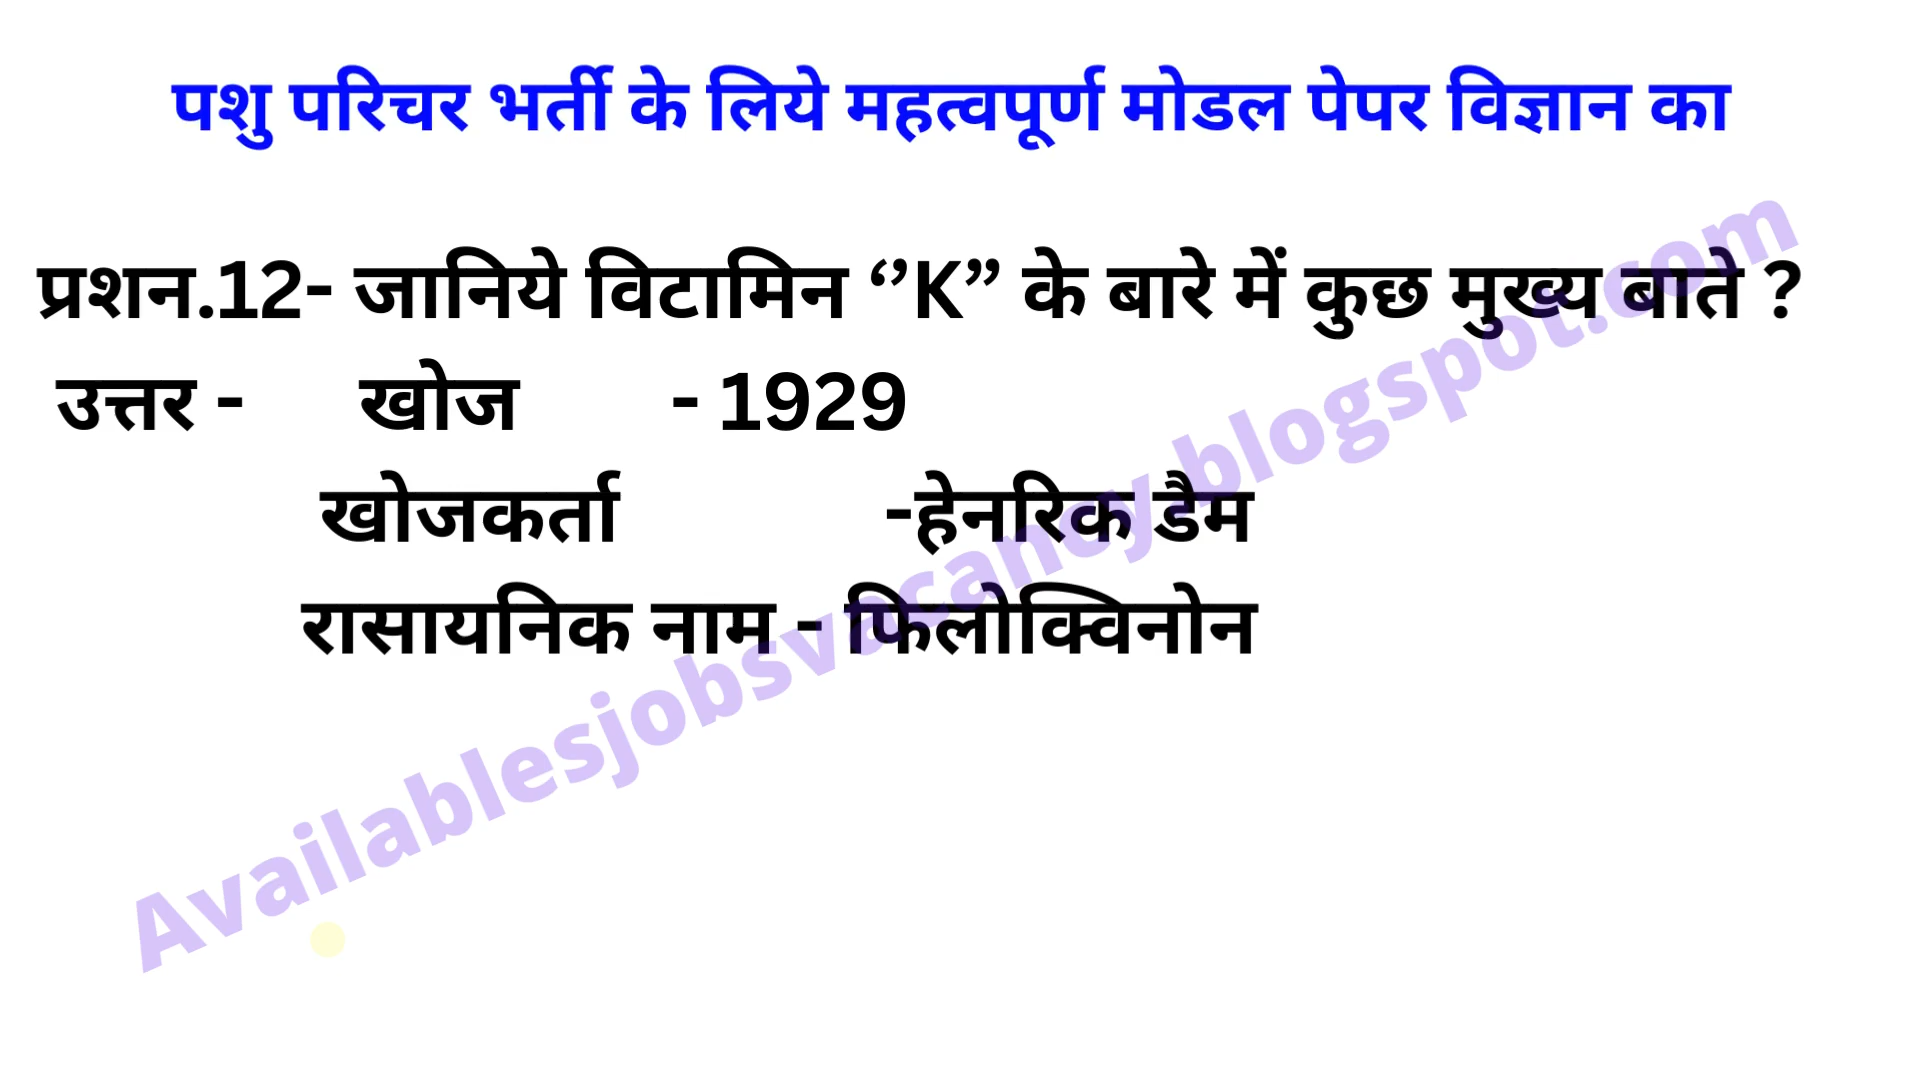 पशु परिचर भर्ती के लिये महत्वपूर्ण मोडल पेपर विज्ञान का
प्रशन.12- जानिये विटामिन ‘’K” के बारे में कुछ मुख्य बाते ?
उत्तर - खोज - 1929
खोजकर्ता -हेनरिक डैम
रासायनिक नाम - फिलोक्विनोन
Availablesjobsvacancy.blogspot.com